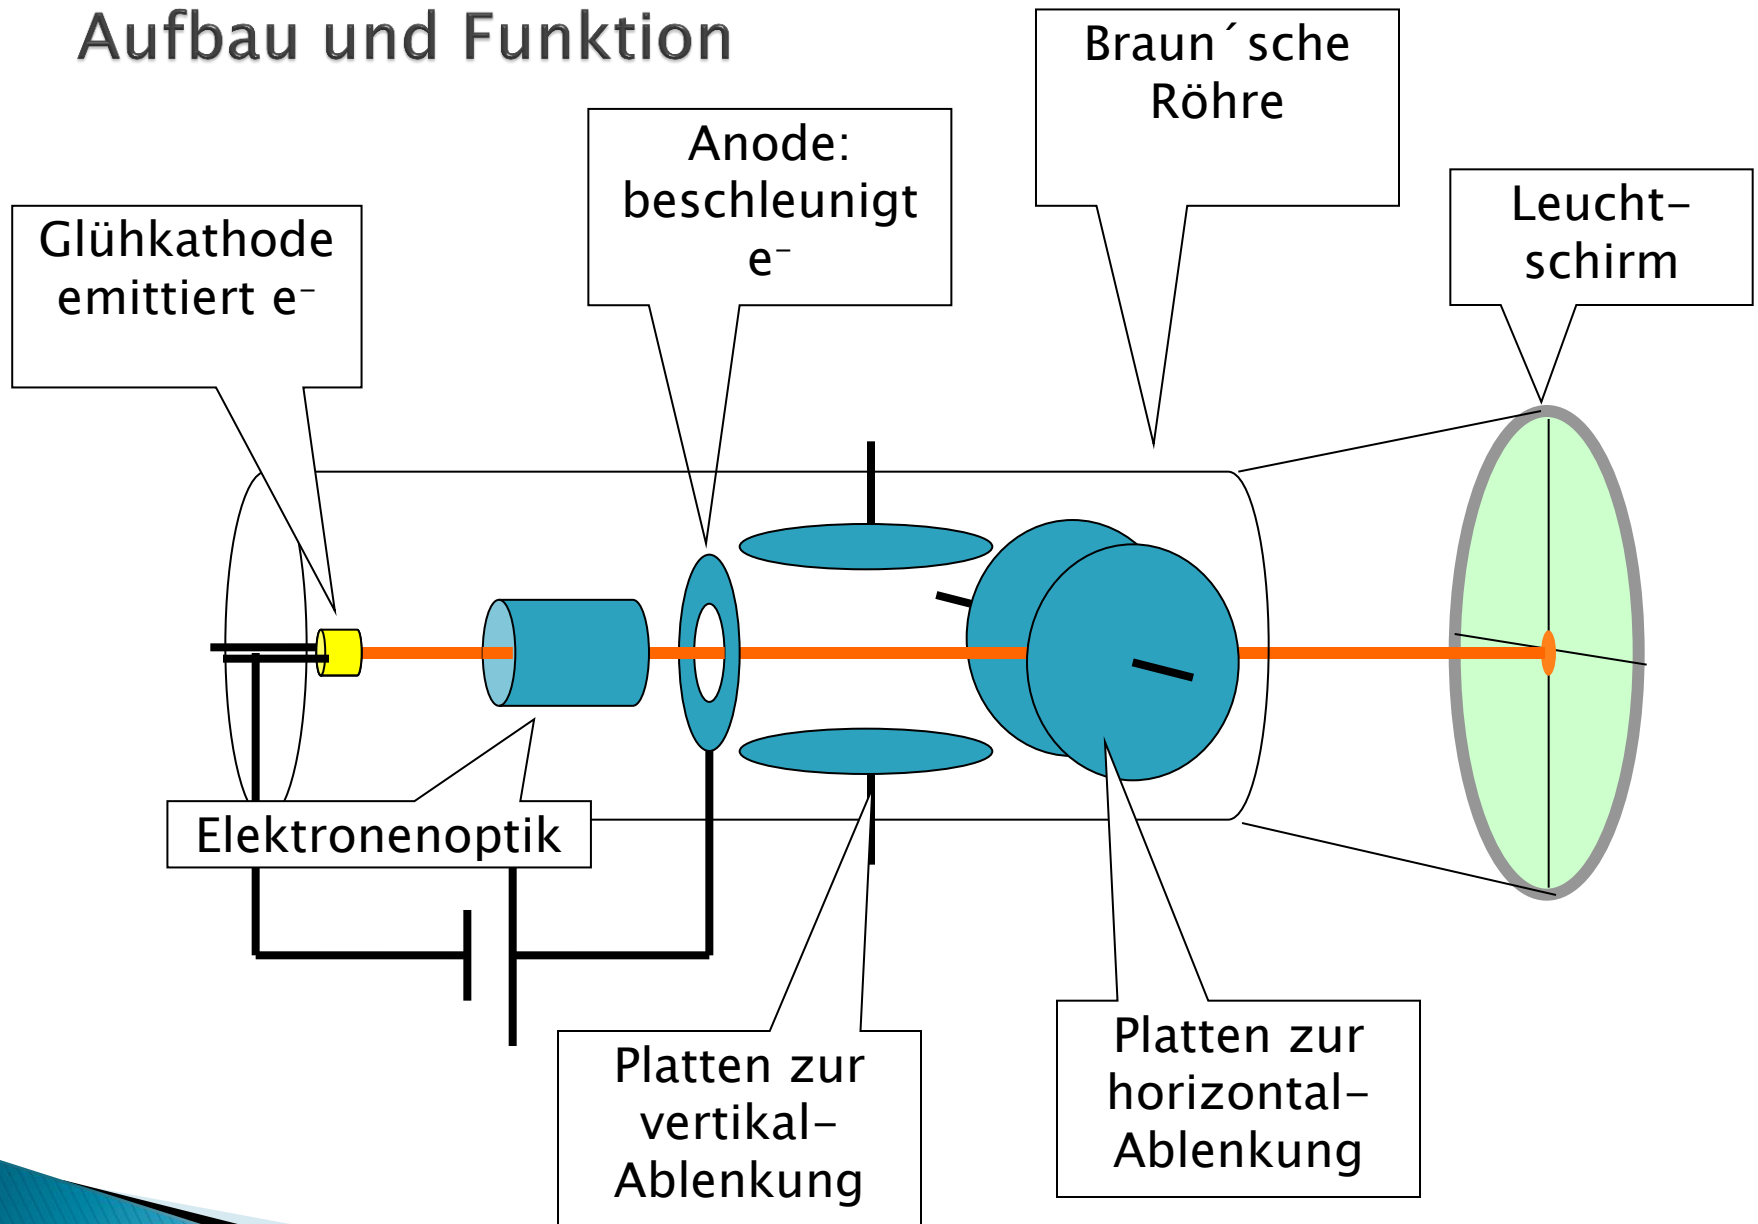 Aufbau und Funktion
Braun´sche
Röhre
Anode:
beschleunigt
e⁻
Leucht-
schirm
Glühkathode
emittiert e⁻
Elektronenoptik
Platten zur
vertikal-
Ablenkung
Platten zur
horizontal-
Ablenkung